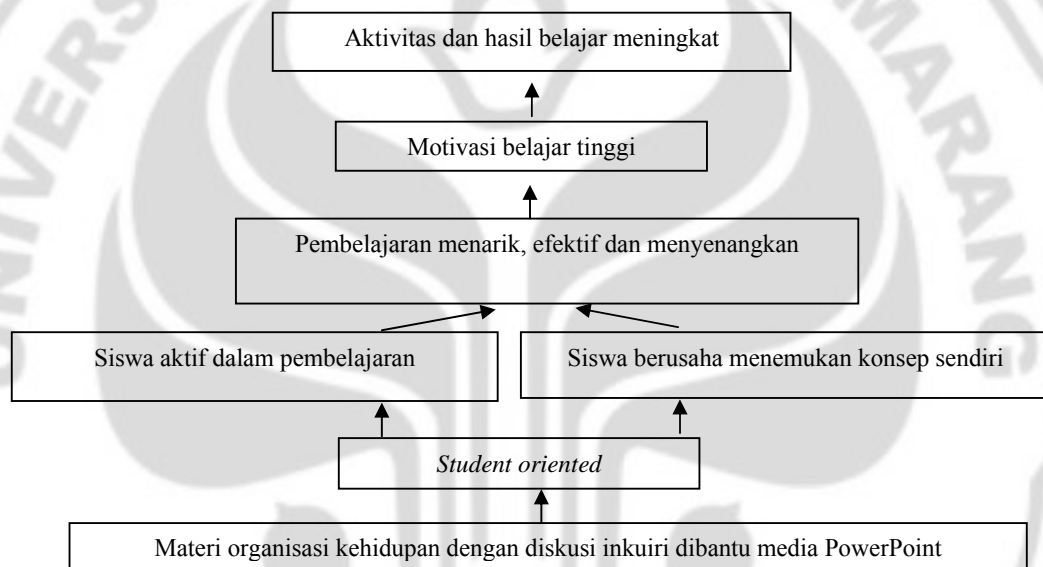 Aktivitas dan hasil belajar meningkat
Motivasi belajar tinggi
Pembelajaran menarik, efektif dan menyenangkan
Siswa aktif dalam pembelajaran
Siswa berusaha menemukan konsep sendiri
Student oriented
Materi organisasi kehidupan dengan diskusi inkuiri dibantu media PowerPoint